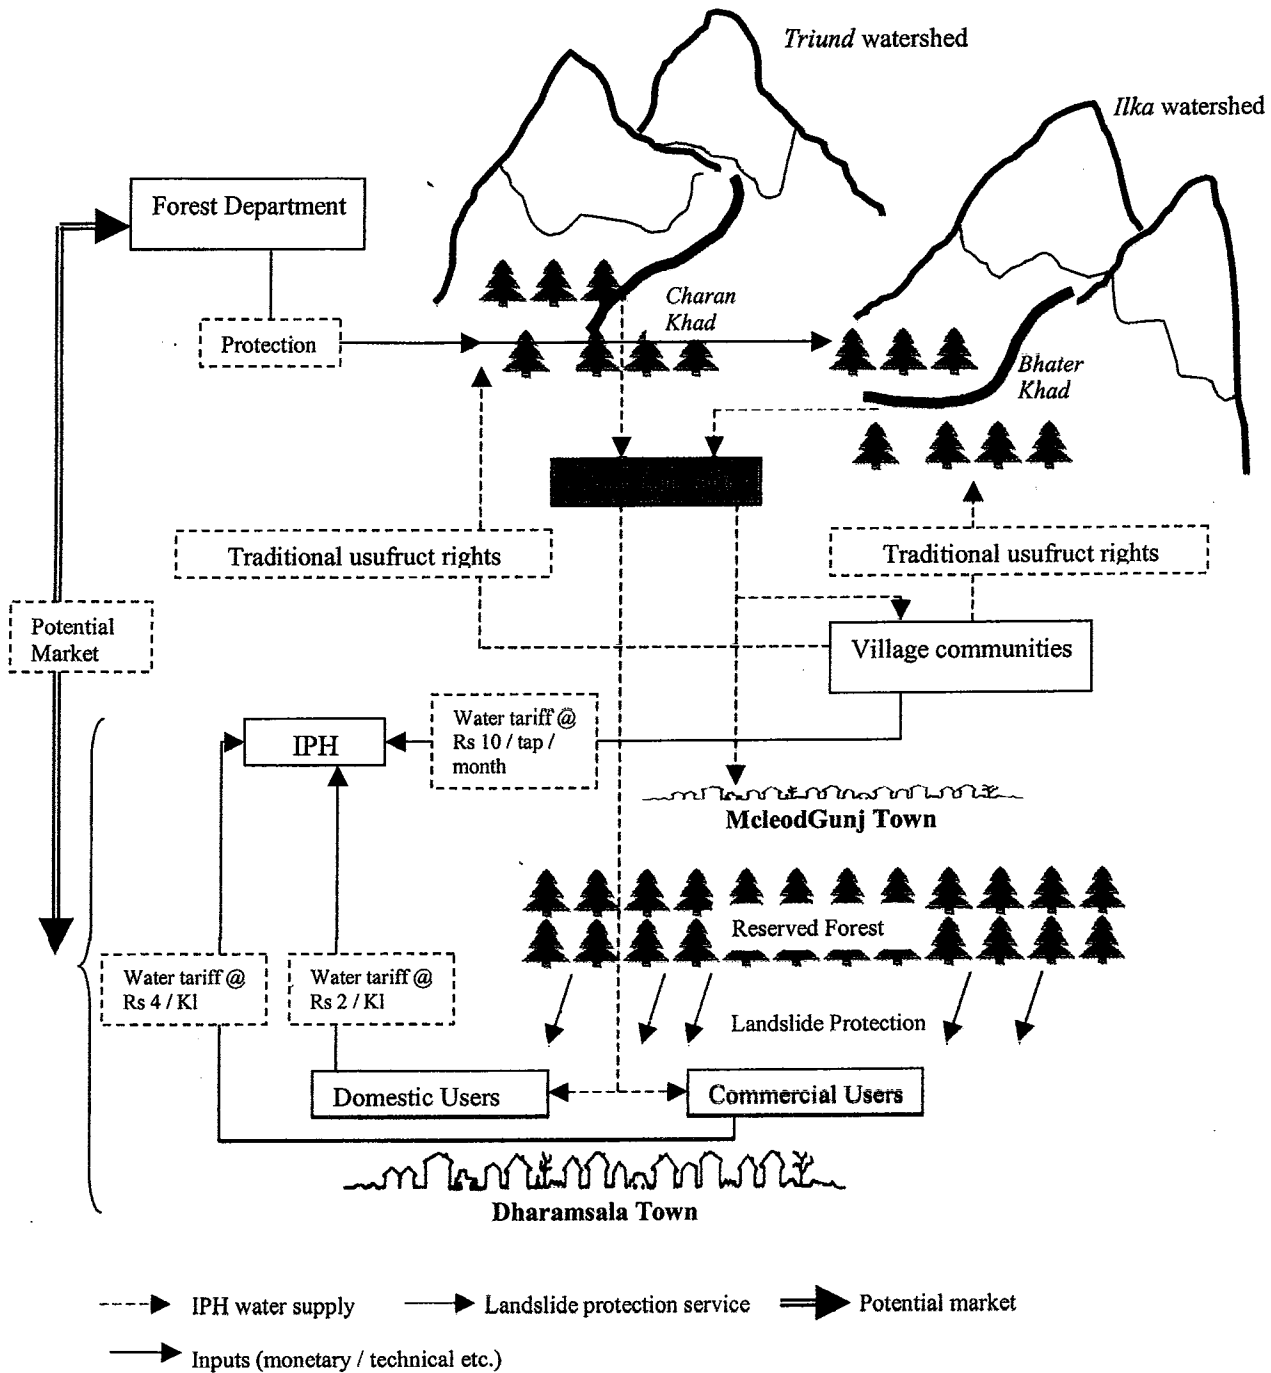 Triund watershed
Ilka watershed
Forest Department
Charan
Khad
Protection
Bhater
Khad
Traditional usufruct rights
Traditional usufruct rights
Potential
Market
Village communities
Water tariff @
Rs 10 / tap /
month
IPH
McleodGunj Town
Reserved Forest
Water tariff @
Rs 4 / Kl
Water tariff @
Rs 2 / Kl
Landslide Protection
Domestic Users
Commercial Users
Dharamsala Town
IPH water supply
Landslide protection service
Potential market
Inputs (monetary / technical etc.)